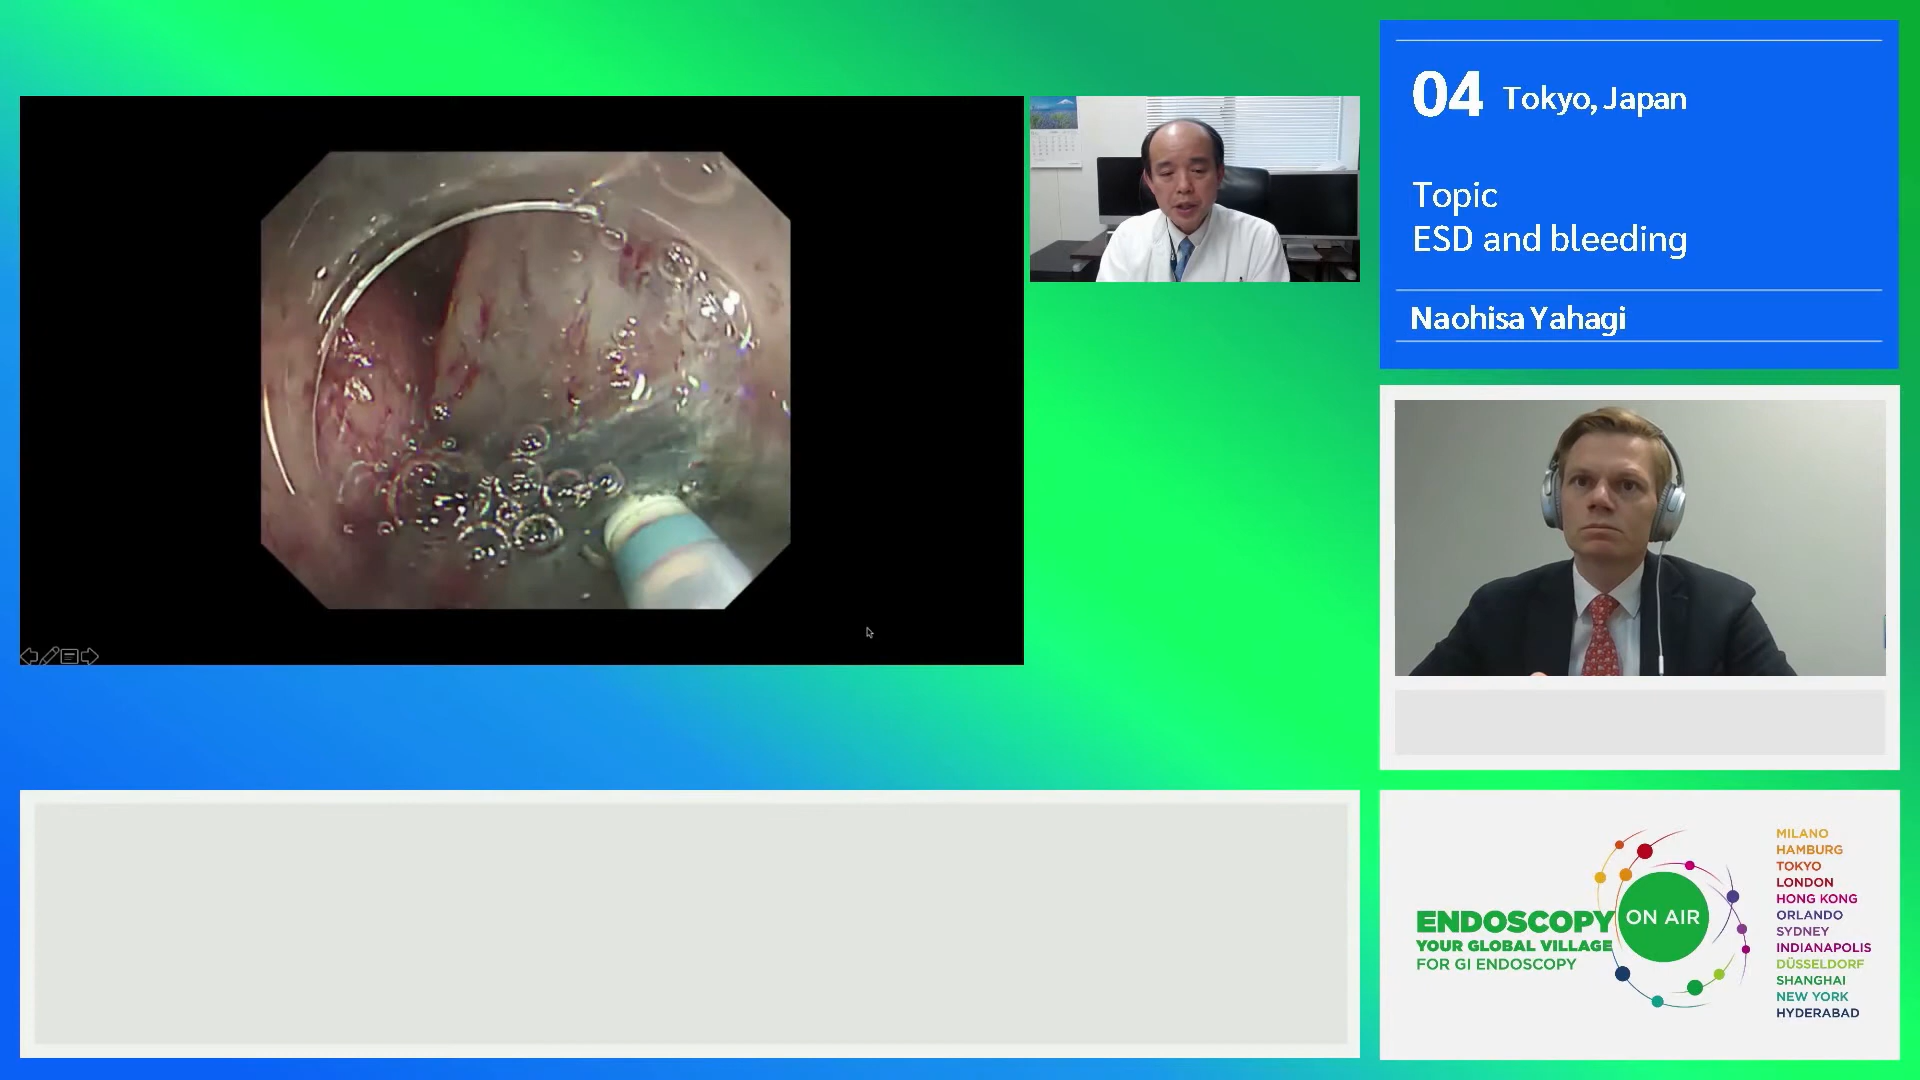 04 Tokyo, Japan
Topic
ESD and bleeding
Naohisa Yahagi
ENDOSCOPY
ON AIR
YOUR GLOBAL VILLAGE
FOR GI ENDOSCOPY
MILANO
HAMBURG
TOKYO
LONDON
HONG KONG
ORLANDO
SYDNEY
INDIANAPOLIS
DÜSSELDORF
SHANGHAI
NEW YORK
HYDERABAD